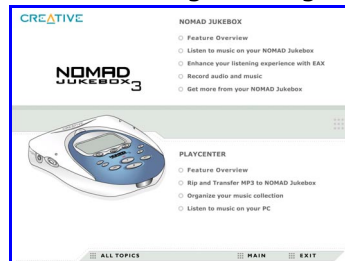 CREATIVE
NOMAD
JUKEBOX 3
NOMAD JUKEBOX
Feature Overview
Listen to music on your NOMAD Jukebox
Enhance your listening experience with EAX
Record audio and music
Get more from your NOMAD Jukebox
PLAYCENTER
Feature Overview
Rip and Transfer MP3 to NOMAD Jukebox
Organize your music collection
Listen to music on your PC
ALL TOPICS
MAIN
EXIT